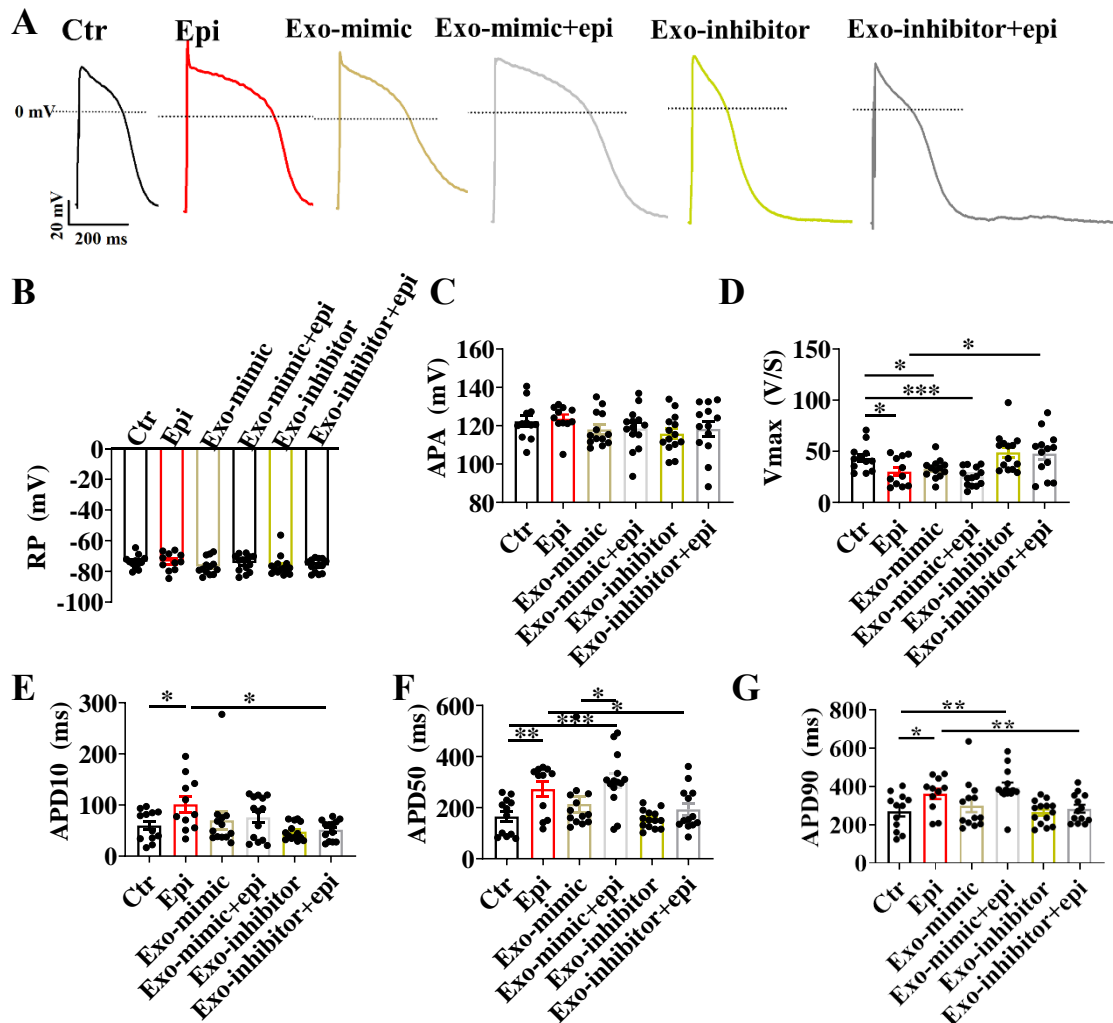 A
Ctr
Epi
Exo-mimic
Exo-mimic+epi
Exo-inhibitor
Exo-inhibitor+epi
0 mV
20 mV
200 ms
B
Ctr
Epi
Exo-mimic
Exo-mimic+epi
Exo-inhibitor
Exo-inhibitor+epi
RP (mV)
0
-20
-40
-60
-80
-100
C
APA (mV)
160
140
120
100
80
Ctr
Epi
Exo-mimic
Exo-mimic+epi
Exo-inhibitor
Exo-inhibitor+epi
D
Vmax (V/S)
150
100
50
0
*
*
***
*
Ctr
Epi
Exo-mimic
Exo-mimic+epi
Exo-inhibitor
Exo-inhibitor+epi
E
APD10 (ms)
300
200
100
0
*
*
Ctr
Epi
Exo-mimic
Exo-mimic+epi
Exo-inhibitor
Exo-inhibitor+epi
F
APD50 (ms)
600
400
200
0
*
*
***
**
Ctr
Epi
Exo-mimic
Exo-mimic+epi
Exo-inhibitor
Exo-inhibitor+epi
G
APD90 (ms)
800
600
400
200
0
**
*
**
Ctr
Epi
Exo-mimic
Exo-mimic+epi
Exo-inhibitor
Exo-inhibitor+epi